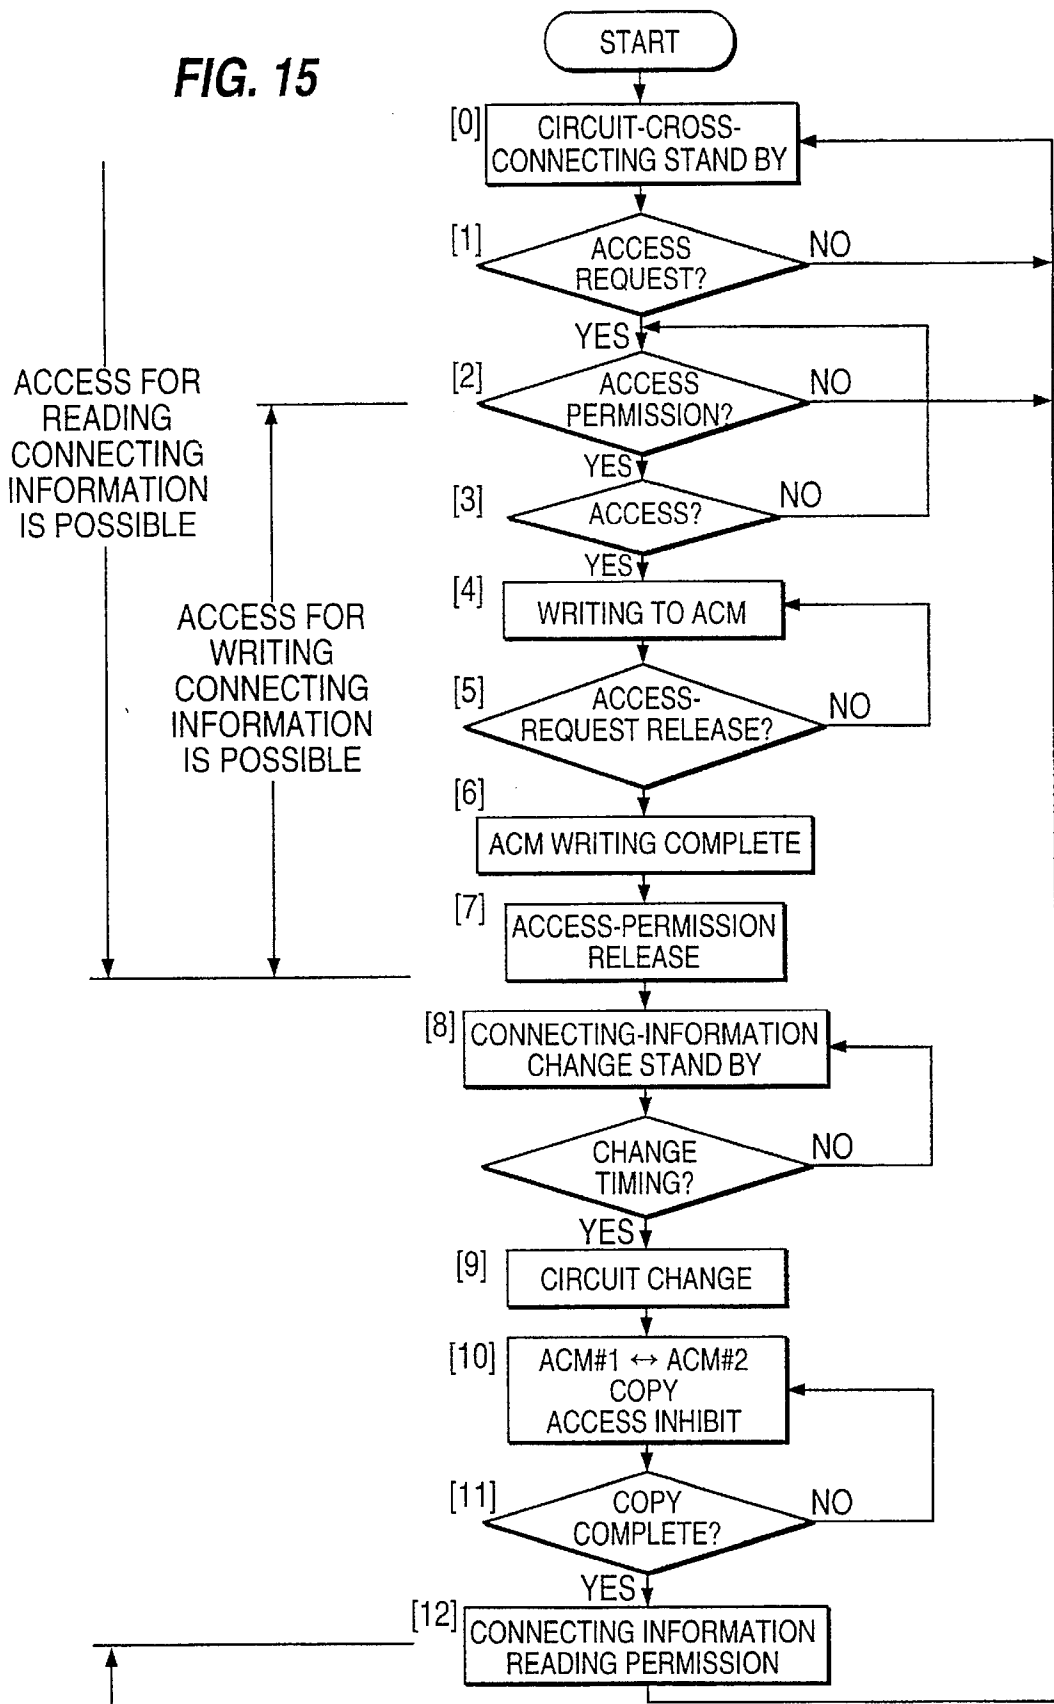 FIG. 15
START
[0]
CIRCUIT-CROSS-
CONNECTING STAND BY
[1]
ACCESS
REQUEST?
NO
YES
[2]
ACCESS
PERMISSION?
NO
YES
[3]
ACCESS?
NO
YES
[4]
WRITING TO ACM
[5]
ACCESS-
REQUEST RELEASE?
NO
[6]
ACM WRITING COMPLETE
[7]
ACCESS-PERMISSION
RELEASE
[8]
CONNECTING-INFORMATION
CHANGE STAND BY
CHANGE
TIMING?
NO
YES
[9]
CIRCUIT CHANGE
[10]
ACM#1 ↔ ACM#2
COPY
ACCESS INHIBIT
[11]
COPY
COMPLETE?
NO
YES
[12]
CONNECTING INFORMATION
READING PERMISSION
ACCESS FOR
READING
CONNECTING
INFORMATION
IS POSSIBLE
ACCESS FOR
WRITING
CONNECTING
INFORMATION
IS POSSIBLE